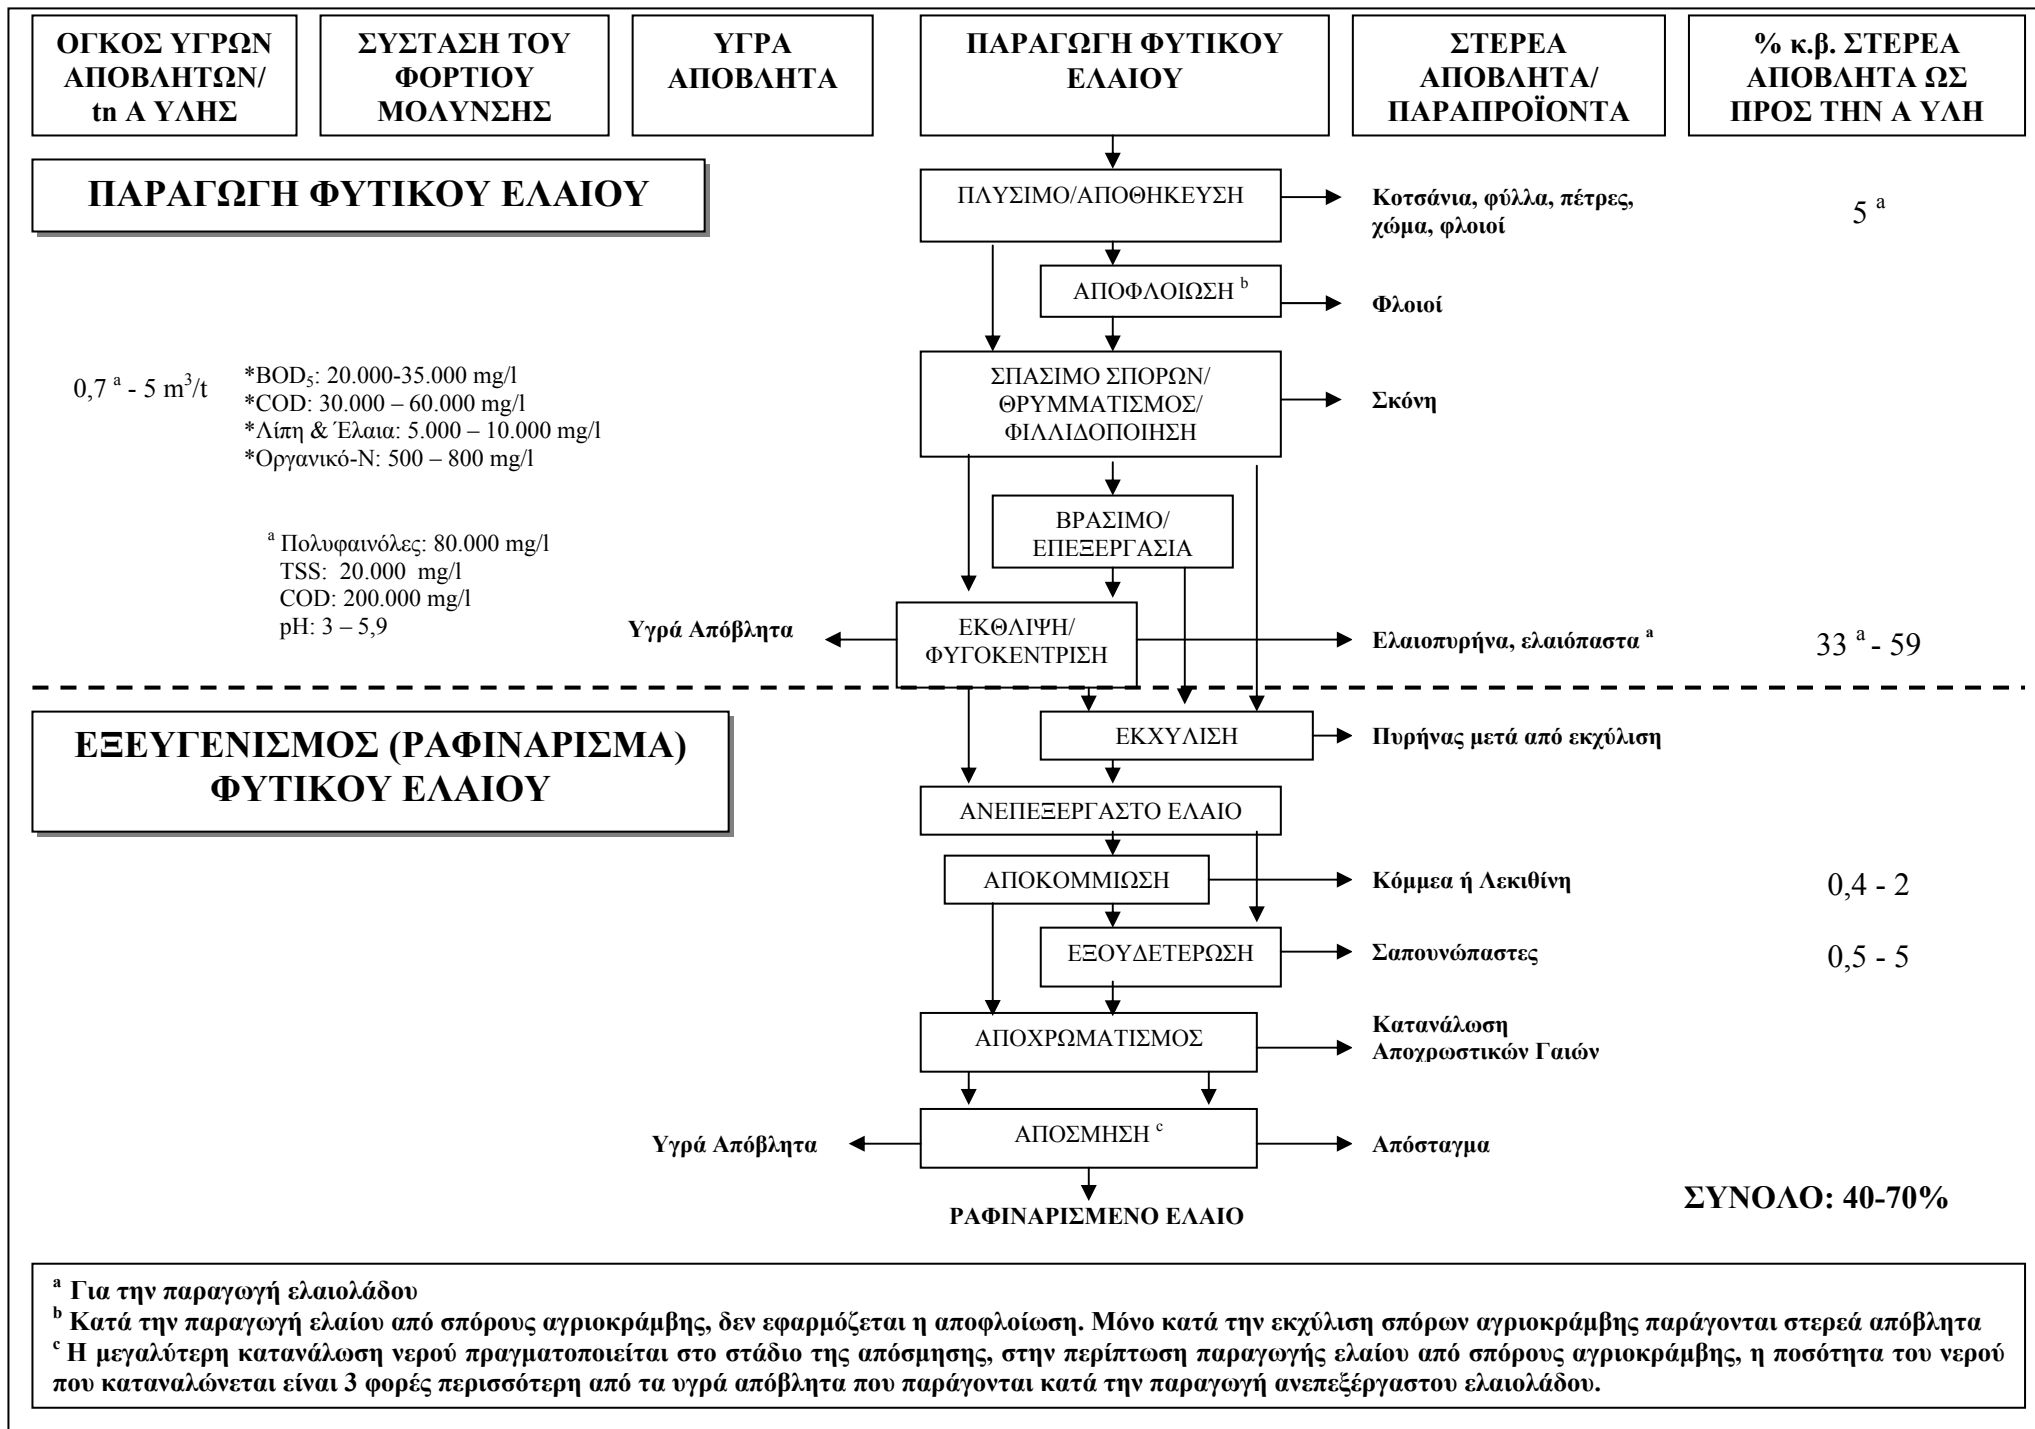 ΟΓΚΟΣ ΥΓΡΩΝ
ΑΠΟΒΛΗΤΩΝ/
tn Α ΥΛΗΣ
ΣΥΣΤΑΣΗ ΤΟΥ
ΦΟΡΤΙΟΥ
ΜΟΛΥΝΣΗΣ
ΥΓΡΑ
ΑΠΟΒΛΗΤΑ
ΠΑΡΑΓΩΓΗ ΦΥΤΙΚΟΥ
ΕΛΑΙΟΥ
ΣΤΕΡΕΑ
ΑΠΟΒΛΗΤΑ/
ΠΑΡΑΠΡΟΪΟΝΤΑ
% κ.β. ΣΤΕΡΕΑ
ΑΠΟΒΛΗΤΑ ΩΣ
ΠΡΟΣ ΤΗΝ Α ΥΛΗ
ΠΑΡΑΓΩΓΗ ΦΥΤΙΚΟΥ ΕΛΑΙΟΥ
ΠΛΥΣΙΜΟ/ΑΠΟΘΗΚΕΥΣΗ
Κοτσάνια, φύλλα, πέτρες,
χώμα, φλοιοί
5 ᵃ
ΑΠΟΦΛΟΙΩΣΗ ᵇ
Φλοιοί
0,7 ᵃ - 5 m³/t
*BOD₅: 20.000-35.000 mg/l
*COD: 30.000 – 60.000 mg/l
*Λίπη & Έλαια: 5.000 – 10.000 mg/l
*Οργανικό-Ν: 500 – 800 mg/l
ΣΠΑΣΙΜΟ ΣΠΟΡΩΝ/
ΘΡΥΜΜΑΤΙΣΜΟΣ/
ΦΙΛΛΙΔΟΠΟΙΗΣΗ
Σκόνη
ᵃ Πολυφαινόλες: 80.000 mg/l
TSS: 20.000 mg/l
COD: 200.000 mg/l
pH: 3 – 5,9
ΒΡΑΣΙΜΟ/
ΕΠΕΞΕΡΓΑΣΙΑ
Υγρά Απόβλητα
ΕΚΘΛΙΨΗ/
ΦΥΓΟΚΕΝΤΡΙΣΗ
Ελαιοπυρήνα, ελαιόπαστα ᵃ
33 ᵃ - 59
ΕΞΕΥΓΕΝΙΣΜΟΣ (ΡΑΦΙΝΑΡΙΣΜΑ)
ΦΥΤΙΚΟΥ ΕΛΑΙΟΥ
ΕΚΧΥΛΙΣΗ
Πυρήνας μετά από εκχύλιση
ΑΝΕΠΕΞΕΡΓΑΣΤΟ ΕΛΑΙΟ
ΑΠΟΚΟΜΜΙΩΣΗ
Κόμμεα ή Λεκιθίνη
0,4 - 2
ΕΞΟΥΔΕΤΕΡΩΣΗ
Σαπουνώπαστες
0,5 - 5
ΑΠΟΧΡΩΜΑΤΙΣΜΟΣ
Κατανάλωση
Αποχρωστικών Γαιών
Υγρά Απόβλητα
ΑΠΟΣΜΗΣΗ ᶜ
Απόσταγμα
ΡΑΦΙΝΑΡΙΣΜΕΝΟ ΕΛΑΙΟ
ΣΥΝΟΛΟ: 40-70%
ᵃ Για την παραγωγή ελαιολάδου
ᵇ Κατά την παραγωγή ελαίου από σπόρους αγριοκράμβης, δεν εφαρμόζεται η αποφλοίωση. Μόνο κατά την εκχύλιση σπόρων αγριοκράμβης παράγονται στερεά απόβλητα
ᶜ Η μεγαλύτερη κατανάλωση νερού πραγματοποιείται στο στάδιο της απόσμησης, στην περίπτωση παραγωγής ελαίου από σπόρους αγριοκράμβης, η ποσότητα του νερού
που καταναλώνεται είναι 3 φορές περισσότερη από τα υγρά απόβλητα που παράγονται κατά την παραγωγή ανεπεξέργαστου ελαιολάδου.